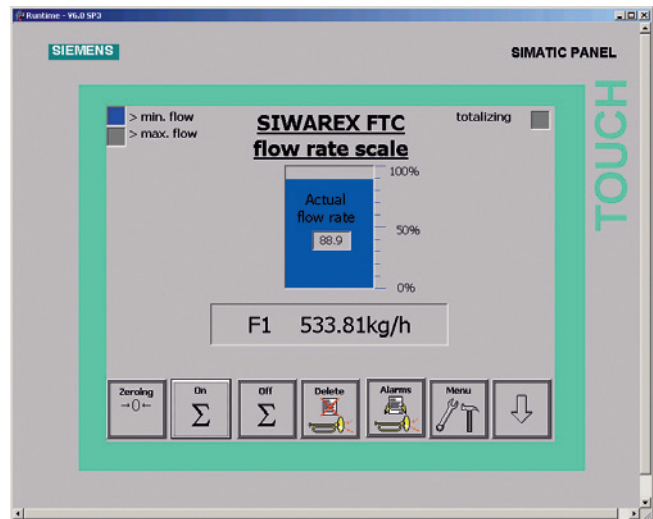 Runtime - V6.0 SP3
SIEMENS
SIMATIC PANEL
TOUCH
> min. flow
> max. flow
SIWAREX FTC
flow rate scale
totalizing
100%
Actual
flow rate
88.9
50%
0%
F1 533.81kg/h
Zeroing
→0←
On
Σ
Off
Σ
Delete
Alarms
Menu